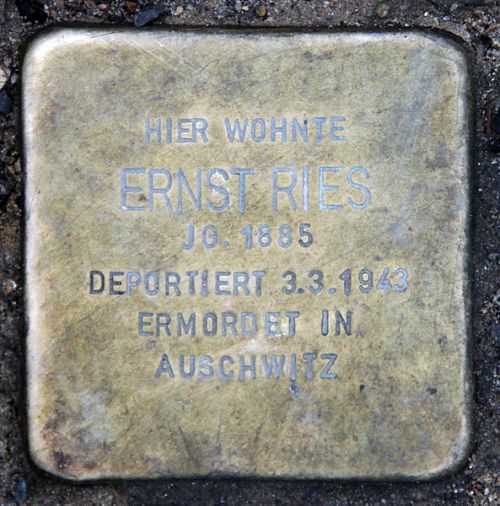 HIER WOHNTE
ERNST RIES
JG. 1885
DEPORTIERT 3.3.1943
ERMORDET IN
AUSCHWITZ